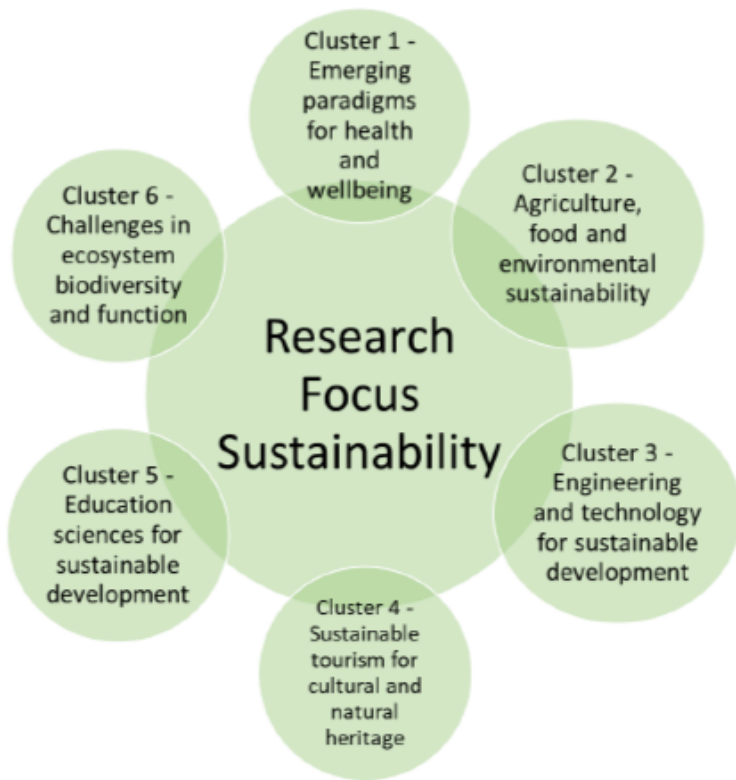 Cluster 1 -
Emerging
paradigms
for health
and
wellbeing
Cluster 2 -
Agriculture,
food and
environmental
sustainability
Cluster 3 -
Engineering
and technology
for sustainable
development
Cluster 4 -
Sustainable
tourism for
cultural and
natural
heritage
Cluster 5 -
Education
sciences for
sustainable
development
Cluster 6 -
Challenges in
ecosystem
biodiversity
and function
Research
Focus
Sustainability